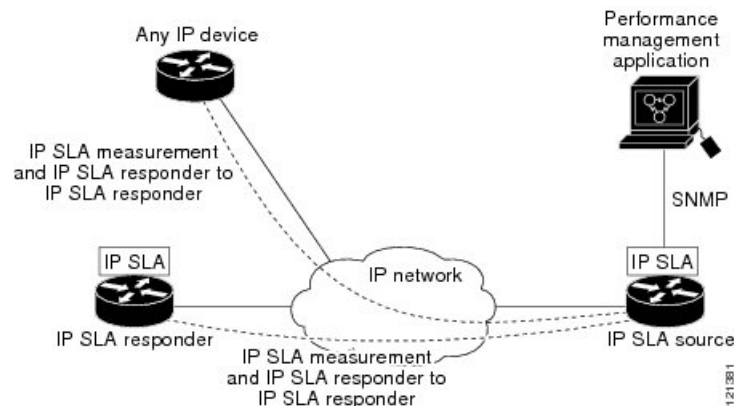 Any IP device
Performance
management
application
IP SLA measurement
and IP SLA responder to
IP SLA responder
SNMP
IP SLA
IP network
IP SLA
IP SLA responder
IP SLA source
IP SLA measurement
and IP SLA responder to
IP SLA responder
121381